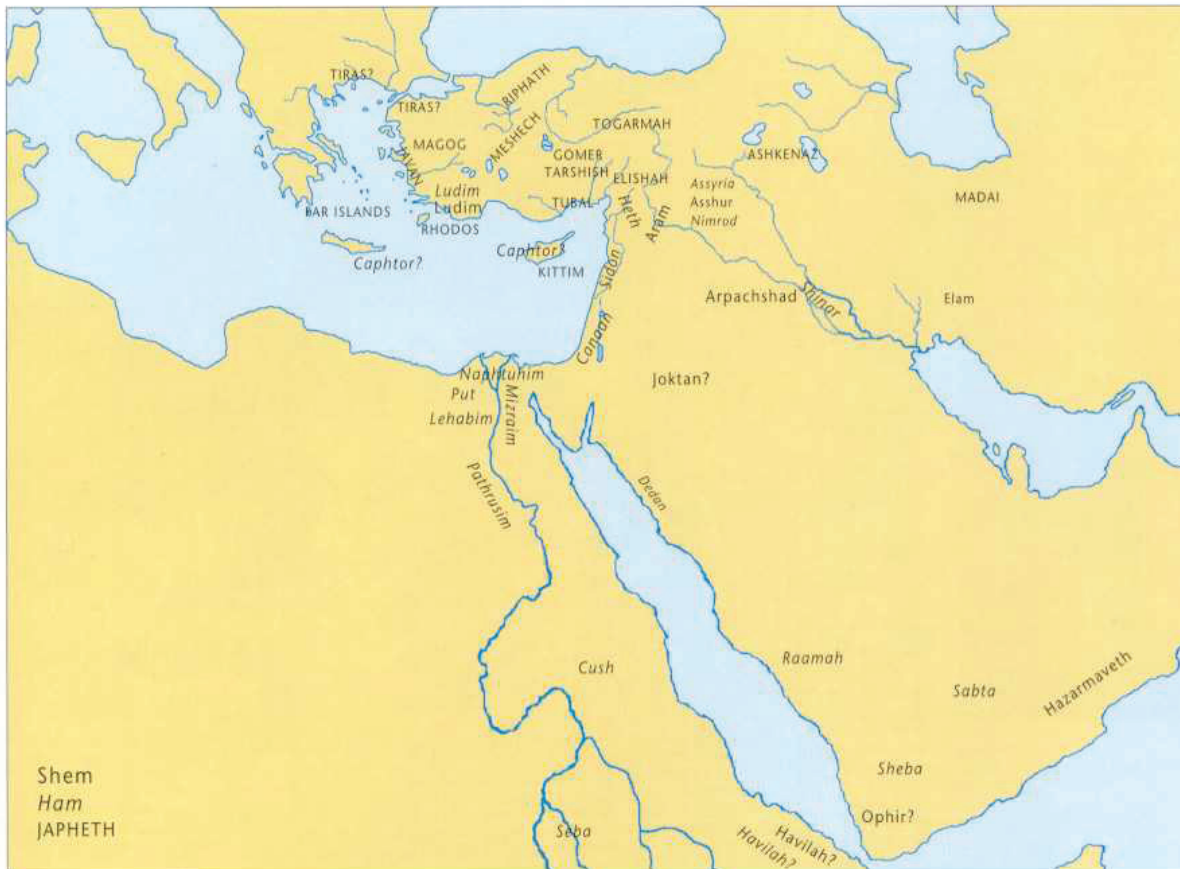 TIRAS?
TIRAS?
RIPHATH
MAGOG
MESHECH
TOGARMAH
JAVAN
GOMER
TARSHISH
ASHKENAZ
Ludim
Ludim
TUBAL
ELISHAH
Assyria
Asshur
Nimrod
MADAI
FAR ISLANDS
RHODOS
Heth
Aram
Caphtor?
Caphtor?
KITTIM
Sidon
Arpachshad
Shinar
Elam
Canaan
Joktan?
Naphtuhim
Put
Lehabim
Mizraim
Pathrusim
Dedan
Cush
Raamah
Sabta
Hazarmaveth
Sheba
Ophir?
Seba
Havilah?
Havilah?
Shem
Ham
JAPHETH